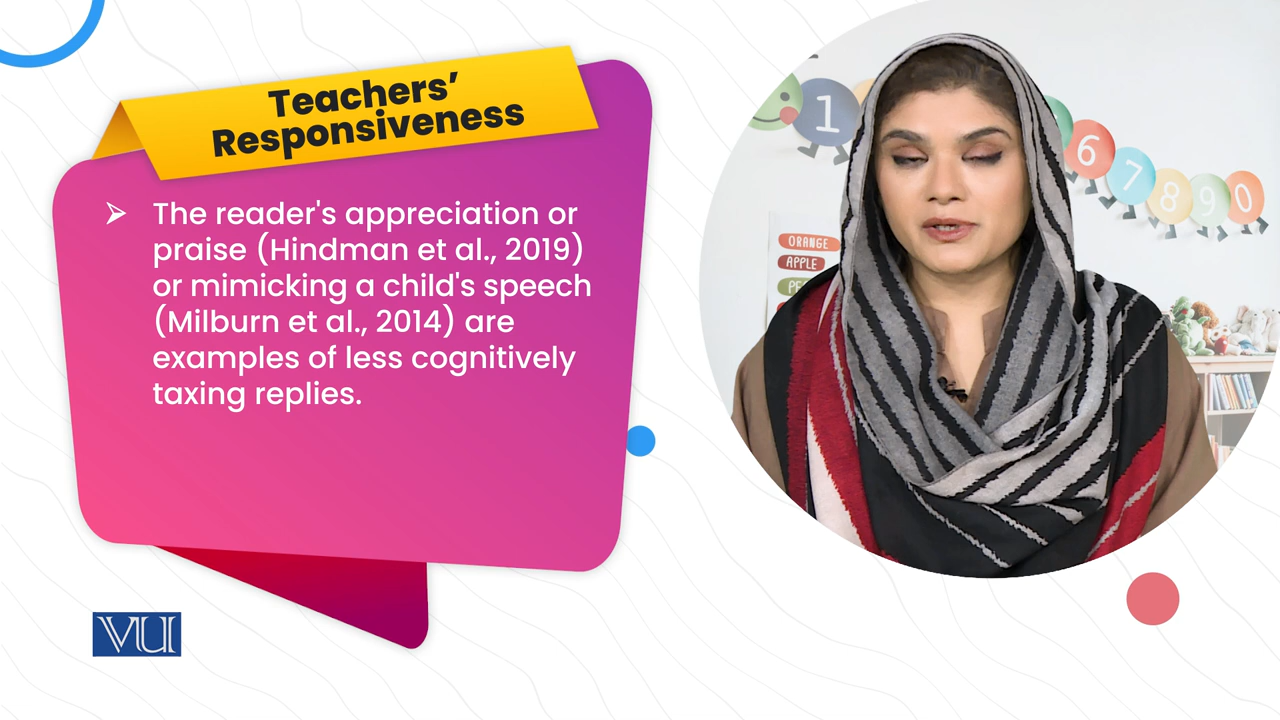 Teachers’
Responsiveness
➢ The reader's appreciation or
praise (Hindman et al., 2019)
or mimicking a child's speech
(Milburn et al., 2014) are
examples of less cognitively
taxing replies.
1
6
7
8
9
0
ORANGE
APPLE
VU